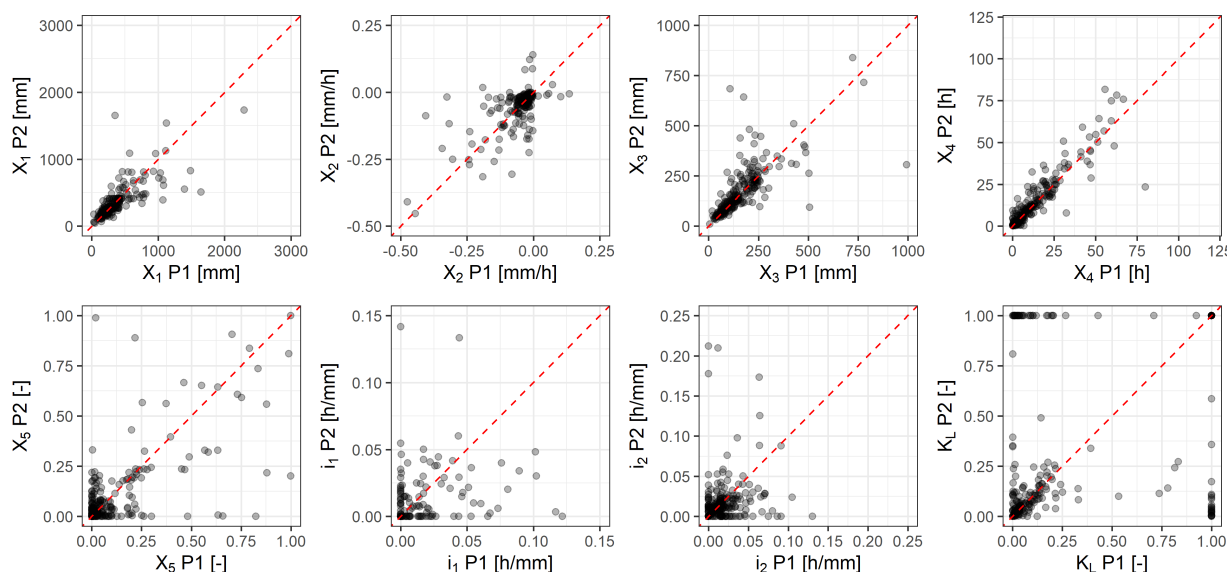 3000
2000
1000
0
X1 P2 [mm]
0 1000 2000 3000
X1 P1 [mm]
0.25
0.00
-0.25
-0.50
X2 P2 [mm/h]
-0.50 -0.25 0.00 0.25
X2 P1 [mm/h]
1000
750
500
250
0
X3 P2 [mm]
0 250 500 750 1000
X3 P1 [mm]
125
100
75
50
25
0
X4 P2 [h]
0 25 50 75 100 125
X4 P1 [h]
1.00
0.75
0.50
0.25
0.00
X5 P2 [-]
0.00 0.25 0.50 0.75 1.00
X5 P1 [-]
0.15
0.10
0.05
0.00
i1 P2 [h/mm]
0.00 0.05 0.10 0.15
i1 P1 [h/mm]
0.25
0.20
0.15
0.10
0.05
0.00
i2 P2 [h/mm]
0.00 0.05 0.10 0.15 0.20 0.25
i2 P1 [h/mm]
1.00
0.75
0.50
0.25
0.00
KL P2 [-]
0.00 0.25 0.50 0.75 1.00
KL P1 [-]